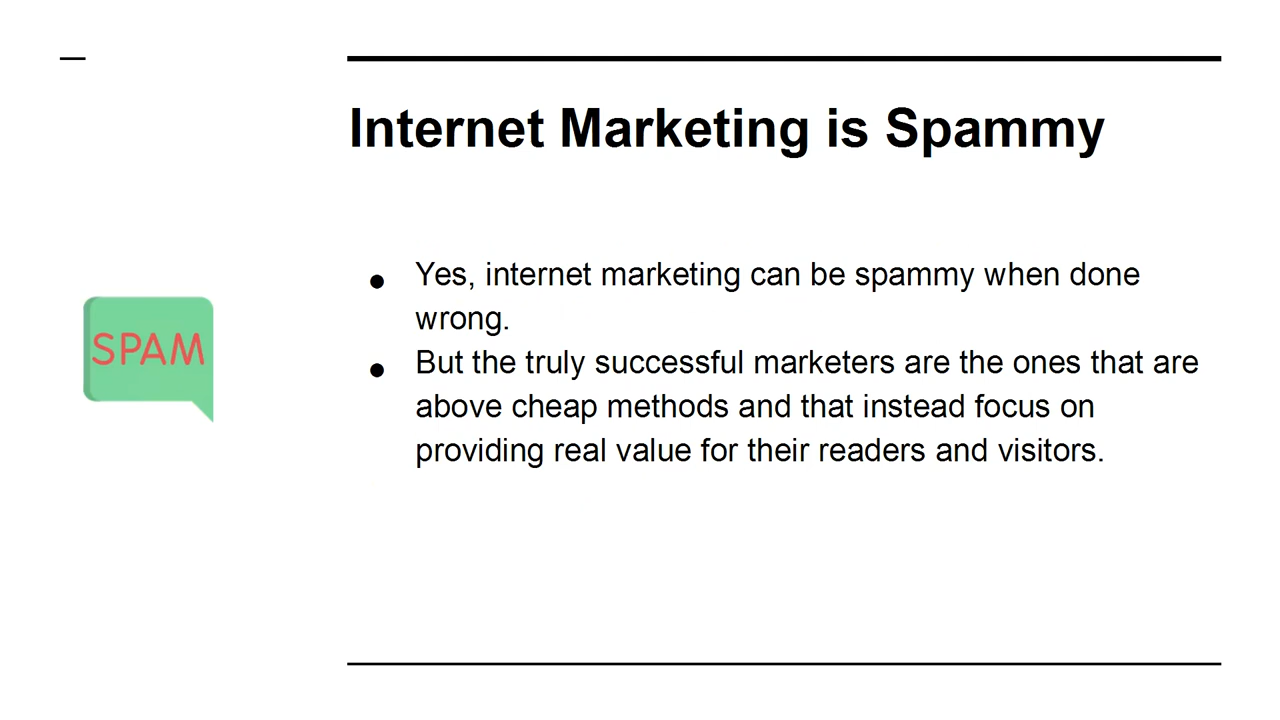 Internet Marketing is Spammy
SPAM
● Yes, internet marketing can be spammy when done
wrong.
● But the truly successful marketers are the ones that are
above cheap methods and that instead focus on
providing real value for their readers and visitors.